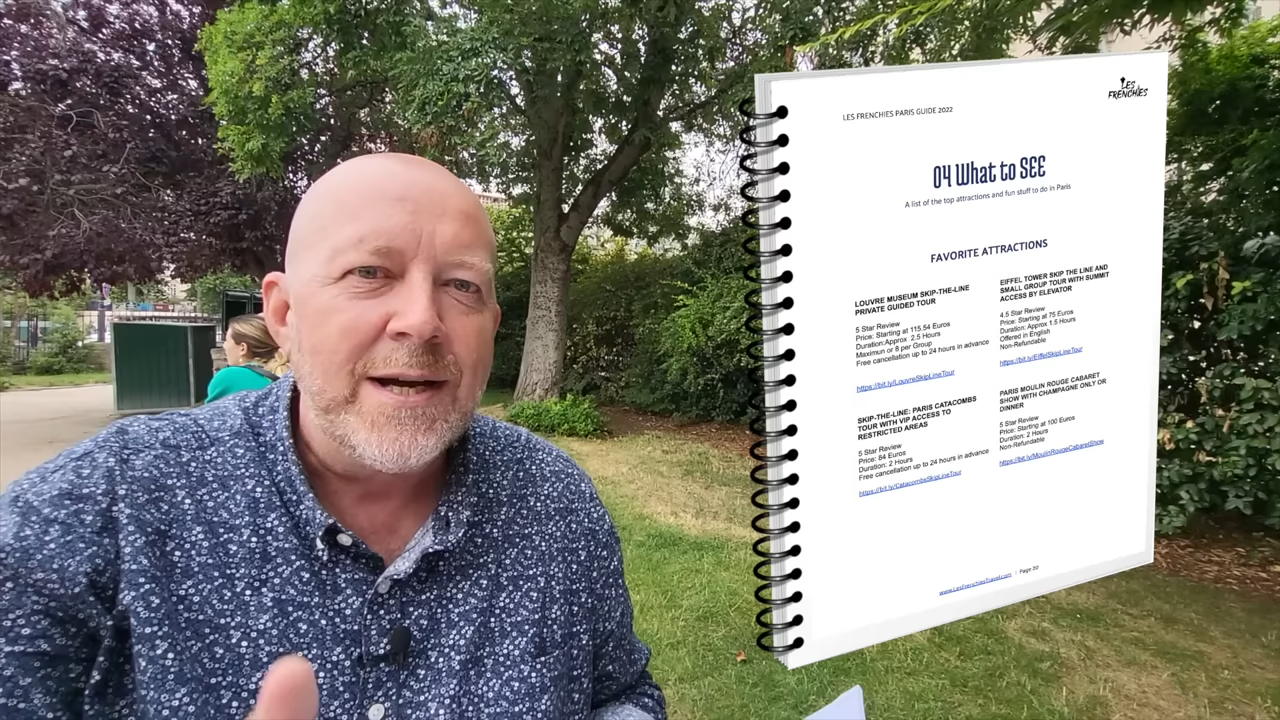 LES FRENCHIES PARIS GUIDE 2022
LES
FRENCHIES
04 What to SEE
A list of the top attractions and fun stuff to do in Paris
FAVORITE ATTRACTIONS
LOUVRE MUSEUM SKIP-THE-LINE
PRIVATE GUIDED TOUR
5 Star Review
Price: Starting at 115.54 Euros
Duration:Approx 2.5 Hours
Maximun or 8 per Group
Free cancellation up to 24 hours in advance
https://bit.ly/LouvreSkipLineTour
EIFFEL TOWER SKIP THE LINE AND
SMALL GROUP TOUR WITH SUMMIT
ACCESS BY ELEVATOR
4.5 Star Review
Price: Starting at 75 Euros
Duration: Approx 1.5 Hours
Offered in English
Non-Refundable
https://bit.ly/EiffelSkipLineTour
SKIP-THE-LINE: PARIS CATACOMBS
TOUR WITH VIP ACCESS TO
RESTRICTED AREAS
5 Star Review
Price: 84 Euros
Duration: 2 Hours
Free cancellation up to 24 hours in advance
https://bit.ly/CatacombsSkipLineTour
PARIS MOULIN ROUGE CABARET
SHOW WITH CHAMPAGNE ONLY OR
DINNER
5 Star Review
Price: Starting at 100 Euros
Duration: 2 Hours
Non-Refundable
https://bit.ly/MoulinRougeCabaretShow
www.LesFrenchiesTravel.com | Page 20